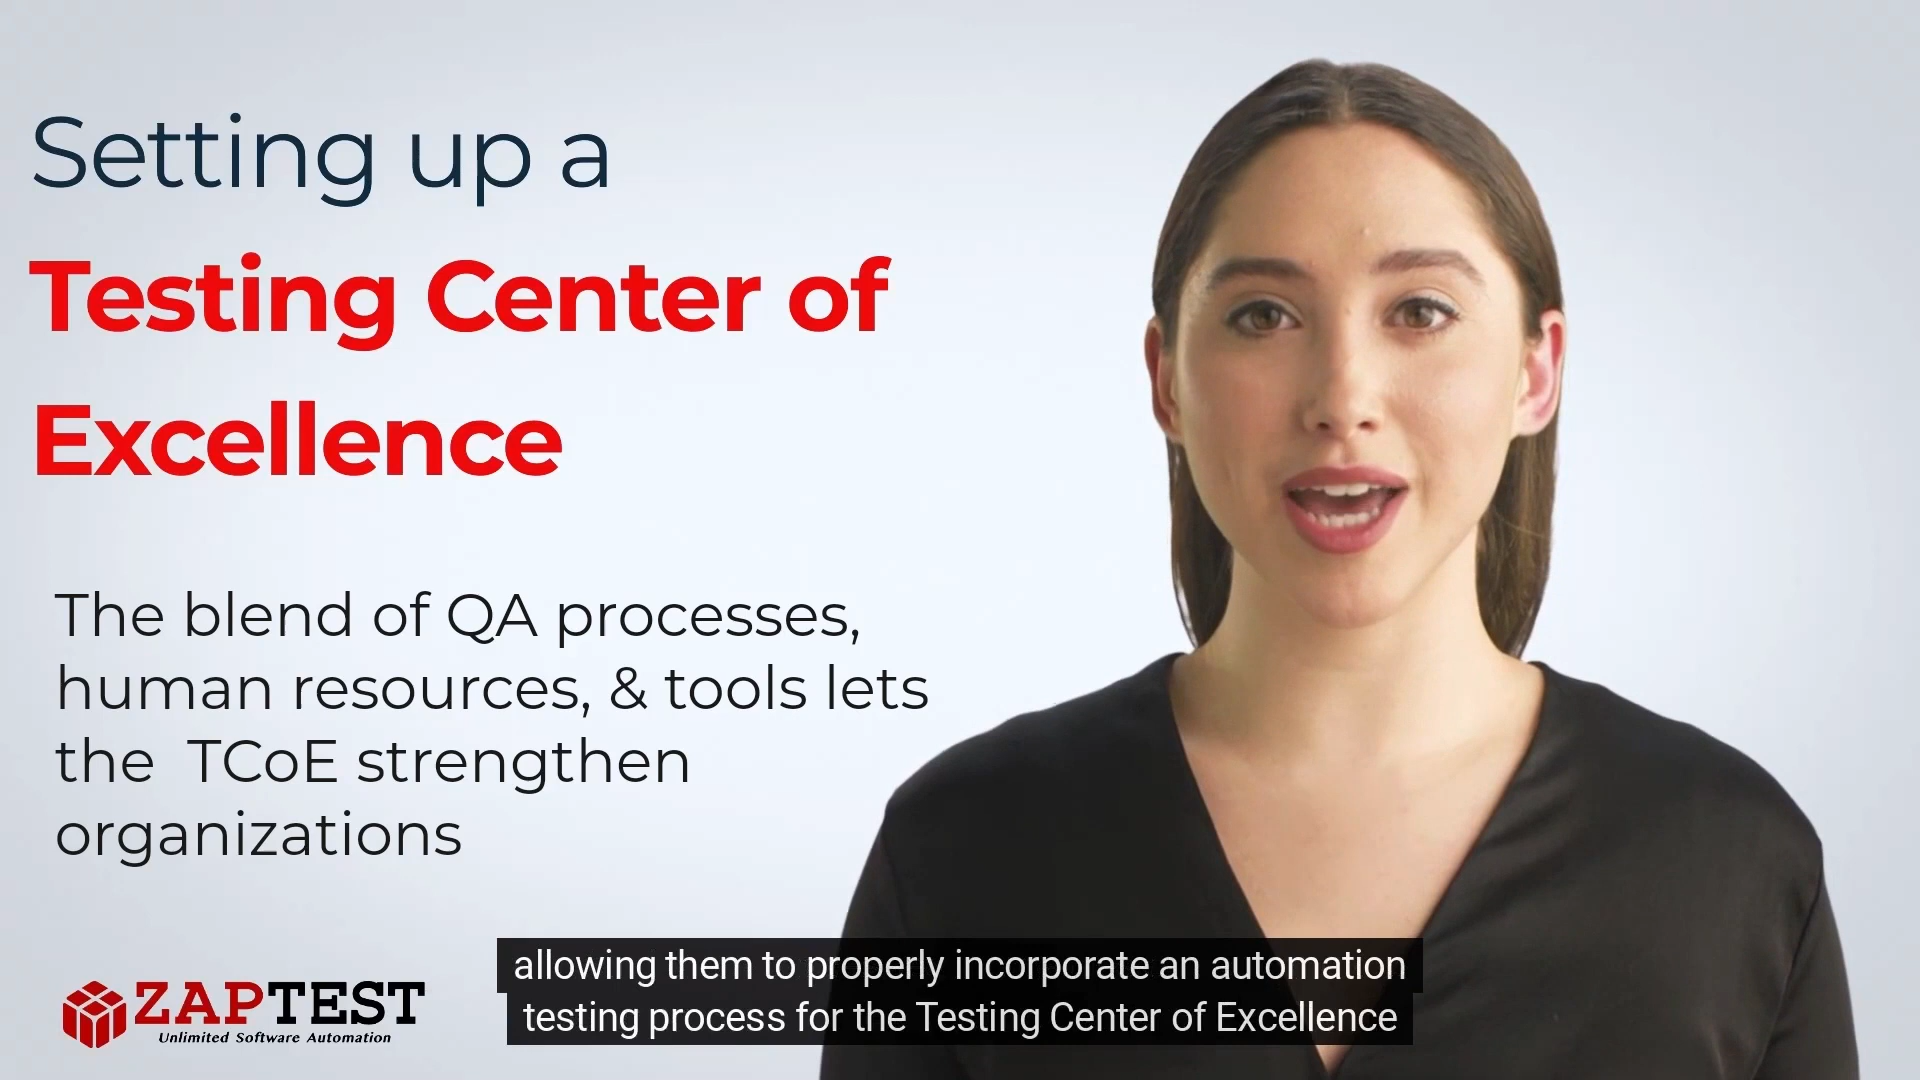 Setting up a
Testing Center of
Excellence
The blend of QA processes,
human resources, & tools lets
the TCoE strengthen
organizations
ZAPTEST
Unlimited Software Automation
allowing them to properly incorporate an automation
testing process for the Testing Center of Excellence